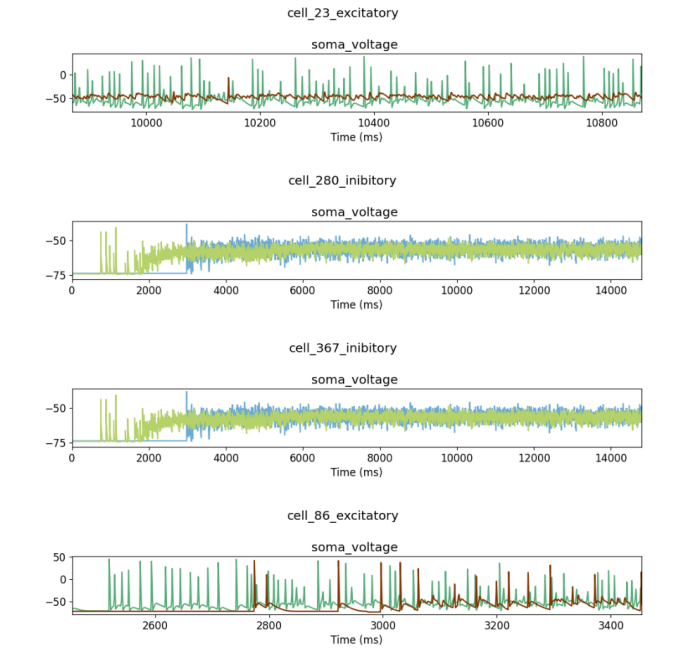 cell_23_excitatory
soma_voltage
0
−50
10000 10200 10400 10600 10800
Time (ms)
cell_280_inibitory
soma_voltage
−50
−75
0 2000 4000 6000 8000 10000 12000 14000
Time (ms)
cell_367_inibitory
soma_voltage
−50
−75
0 2000 4000 6000 8000 10000 12000 14000
Time (ms)
cell_86_excitatory
soma_voltage
50
0
−50
2600 2800 3000 3200 3400
Time (ms)